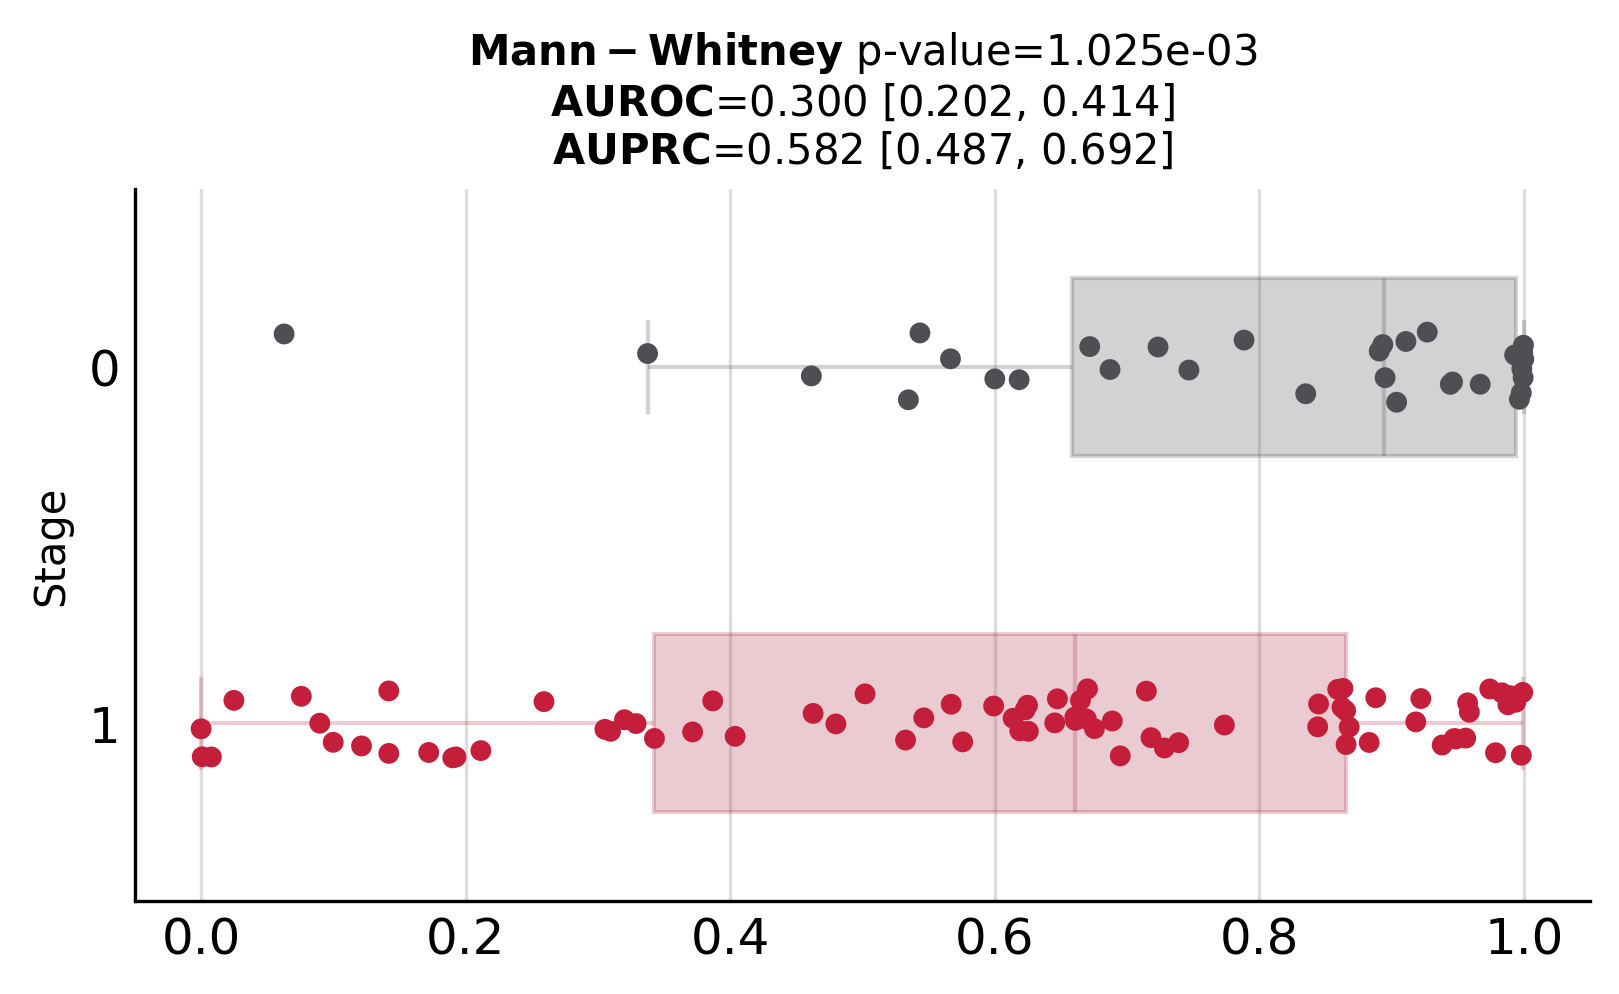 Mann − Whitney p-value=1.025e-03
AUROC=0.300 [0.202, 0.414]
AUPRC=0.582 [0.487, 0.692]
0
Stage
1
0.0 0.2 0.4 0.6 0.8 1.0